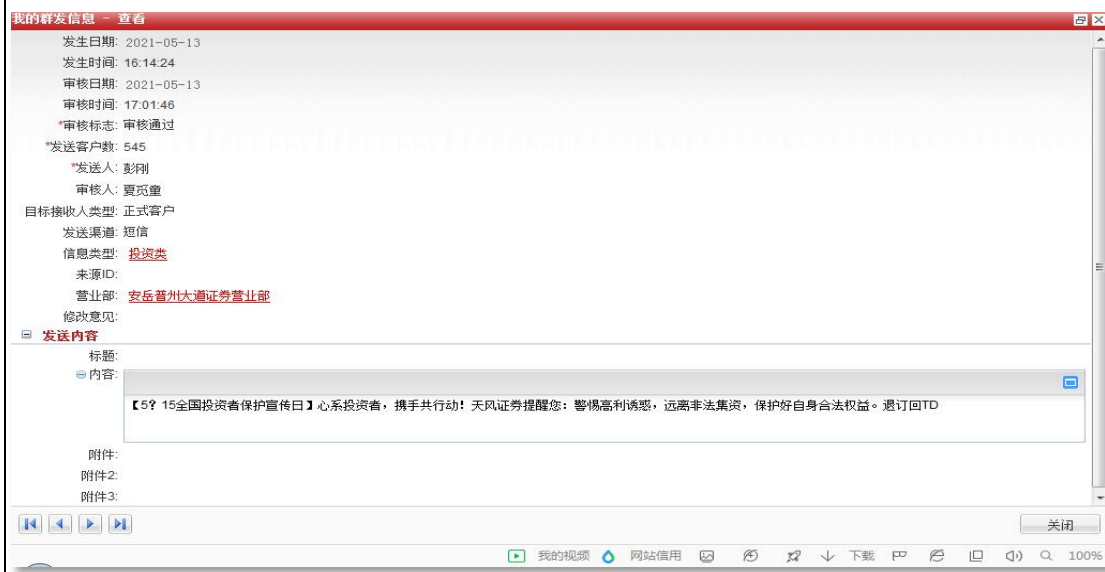 我的群发信息 - 查看
发生日期: 2021-05-13
发生时间: 16:14:24
审核日期: 2021-05-13
审核时间: 17:01:46
*审核标志: 审核通过
*发送客户数: 545
*发送人: 彭刚
审核人: 夏觅童
目标接收人类型: 正式客户
发送渠道: 短信
信息类型: 投资类
来源ID:
营业部: 安岳普州大道证券营业部
修改意见:
发送内容
标题:
内容:
【5? 15全国投资者保护宣传日】心系投资者，携手共行动！天风证券提醒您：警惕高利诱惑，远离非法集资，保护好自身合法权益。退订回TD
附件:
附件2:
附件3:
关闭
我的视频 网站信用 下载 100%